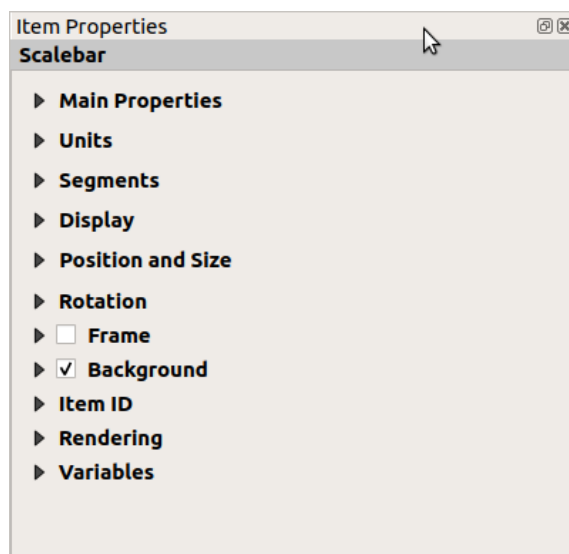 Item Properties
Scalebar
Main Properties
Units
Segments
Display
Position and Size
Rotation
Frame
Background
Item ID
Rendering
Variables